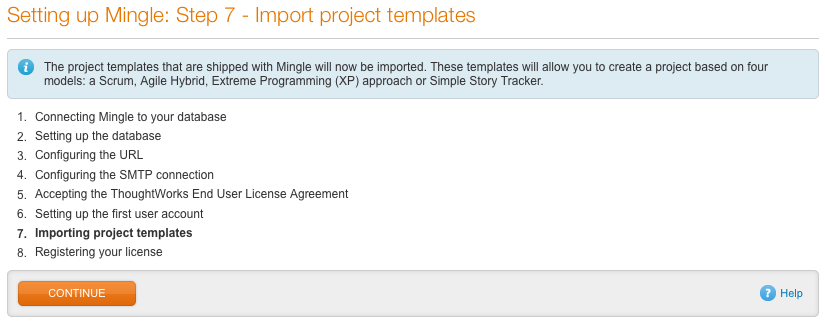 Setting up Mingle: Step 7 - Import project templates
The project templates that are shipped with Mingle will now be imported. These templates will allow you to create a project based on four
models: a Scrum, Agile Hybrid, Extreme Programming (XP) approach or Simple Story Tracker.
1. Connecting Mingle to your database
2. Setting up the database
3. Configuring the URL
4. Configuring the SMTP connection
5. Accepting the ThoughtWorks End User License Agreement
6. Setting up the first user account
7. Importing project templates
8. Registering your license
CONTINUE
? Help